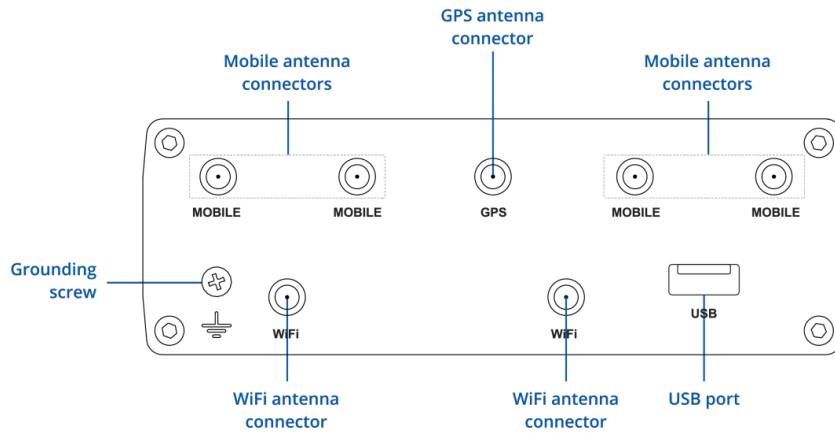 GPS antenna
connector
Mobile antenna
connectors
Mobile antenna
connectors
MOBILE
MOBILE
GPS
MOBILE
MOBILE
Grounding
screw
WiFi
WiFi
USB
WiFi antenna
connector
WiFi antenna
connector
USB port